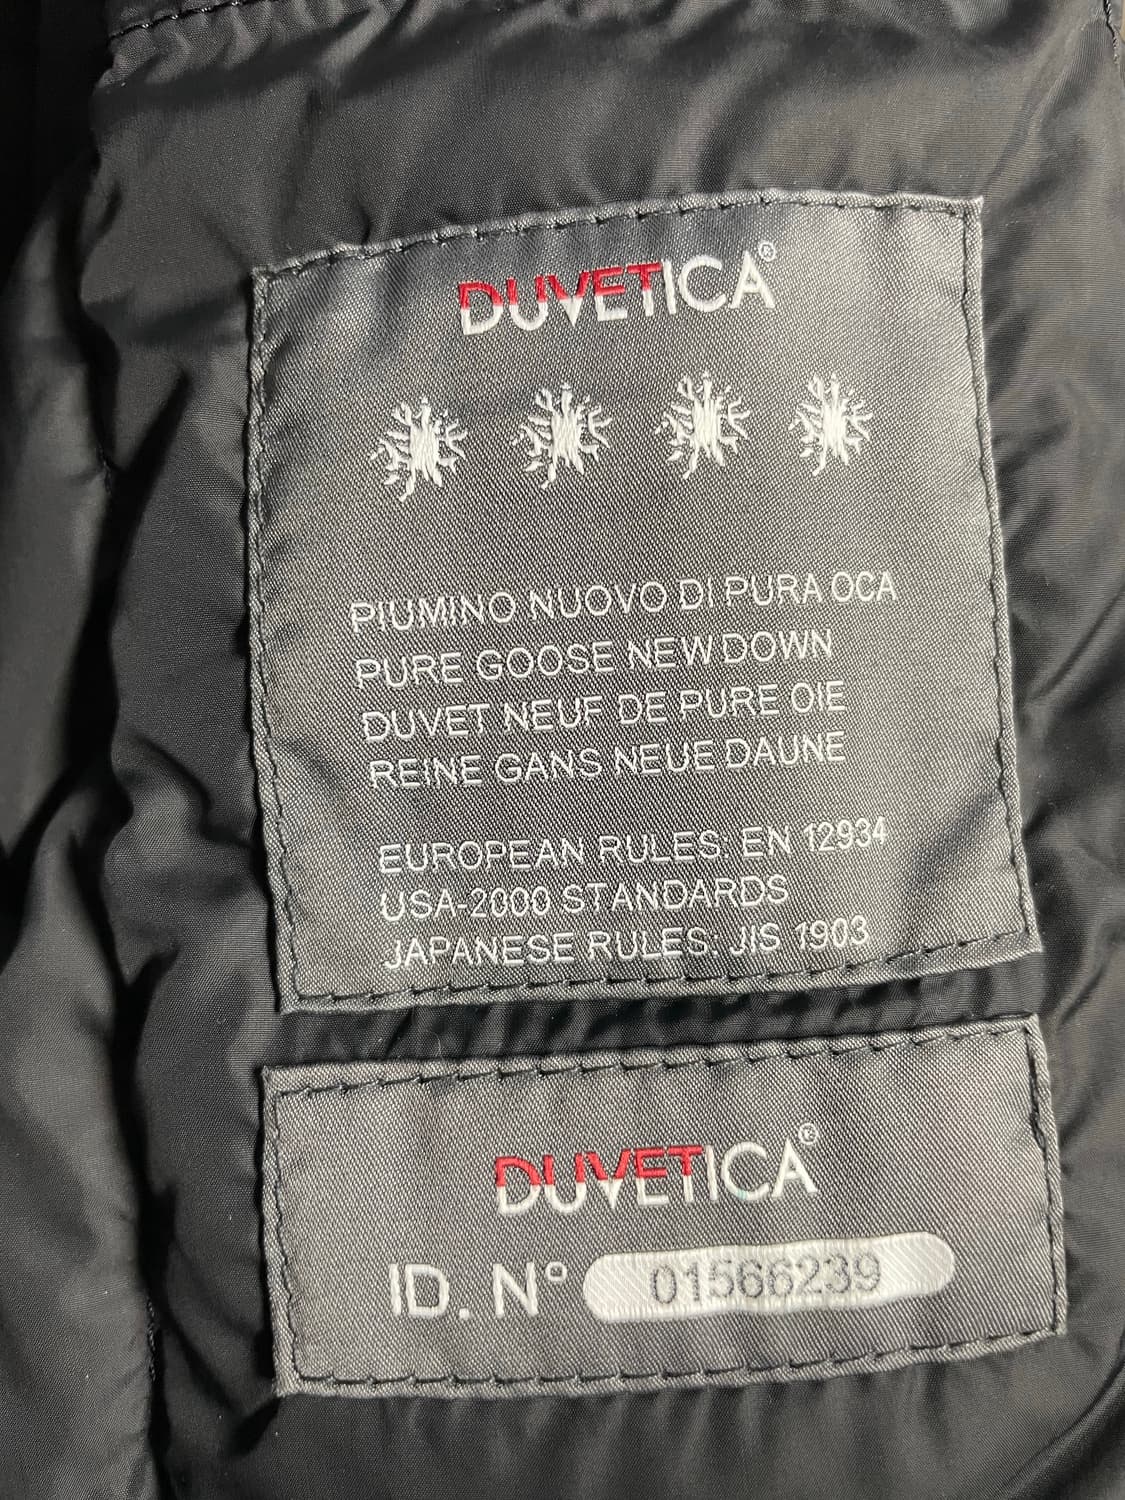 DUVETICA®
PIUMINO NUOVO DI PURA OCA
PURE GOOSE NEW DOWN
DUVET NEUF DE PURE OIE
REINE GANS NEUE DAUNE
EUROPEAN RULES: EN 12934
USA-2000 STANDARDS
JAPANESE RULES: JIS 1903
DUVETICA®
ID. Nº 01566239